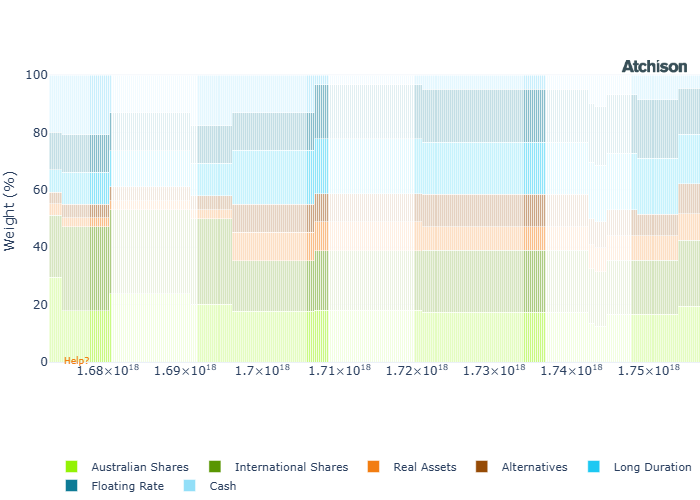 Atchison
100
80
60
40
20
0
Weight (%)
Help?
1.68×10¹⁸ 1.69×10¹⁸ 1.7×10¹⁸ 1.71×10¹⁸ 1.72×10¹⁸ 1.73×10¹⁸ 1.74×10¹⁸ 1.75×10¹⁸
Australian Shares International Shares Real Assets Alternatives Long Duration
Floating Rate Cash